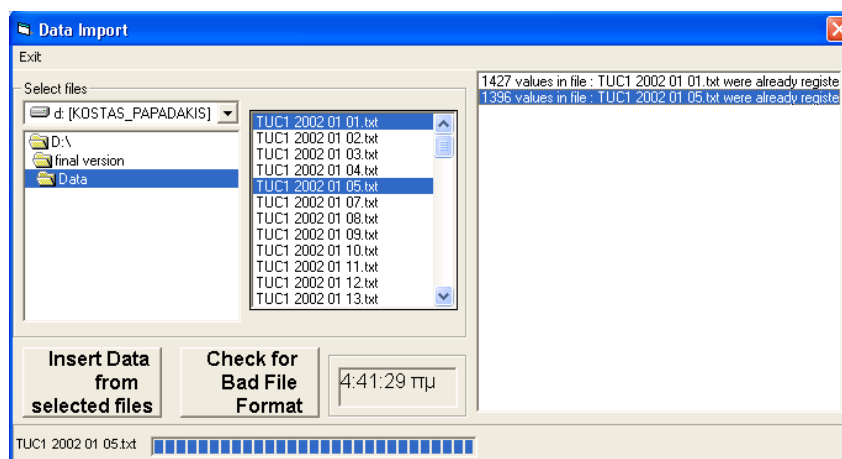 Data Import
Exit
Select files
d: [KOSTAS_PAPADAKIS]
D:\
final version
Data
TUC1 2002 01 01.txt
TUC1 2002 01 02.txt
TUC1 2002 01 03.txt
TUC1 2002 01 04.txt
TUC1 2002 01 05.txt
TUC1 2002 01 07.txt
TUC1 2002 01 08.txt
TUC1 2002 01 09.txt
TUC1 2002 01 10.txt
TUC1 2002 01 11.txt
TUC1 2002 01 12.txt
TUC1 2002 01 13.txt
1427 values in file : TUC1 2002 01 01.txt were already registe
1396 values in file : TUC1 2002 01 05.txt were already registe
Insert Data
from
selected files
Check for
Bad File
Format
4:41:29 πμ
TUC1 2002 01 05.txt